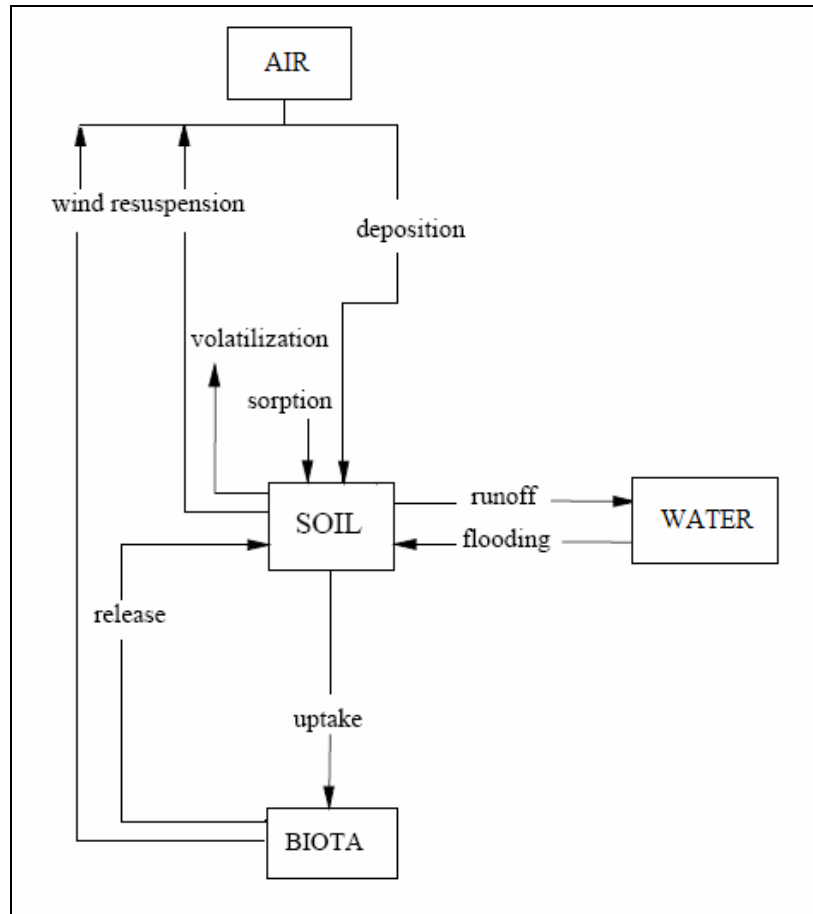 AIR
wind resuspension
deposition
volatilization
sorption
runoff
SOIL
WATER
flooding
release
uptake
BIOTA